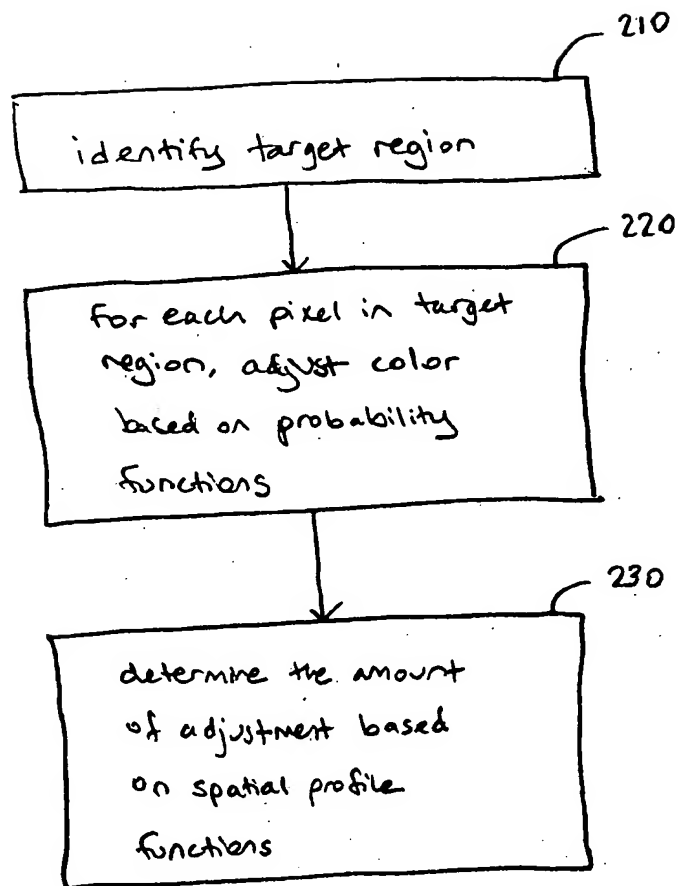 210
identify target region
220
for each pixel in target
region, adjust color
based on probability
functions
230
determine the amount
of adjustment based
on spatial profile
functions